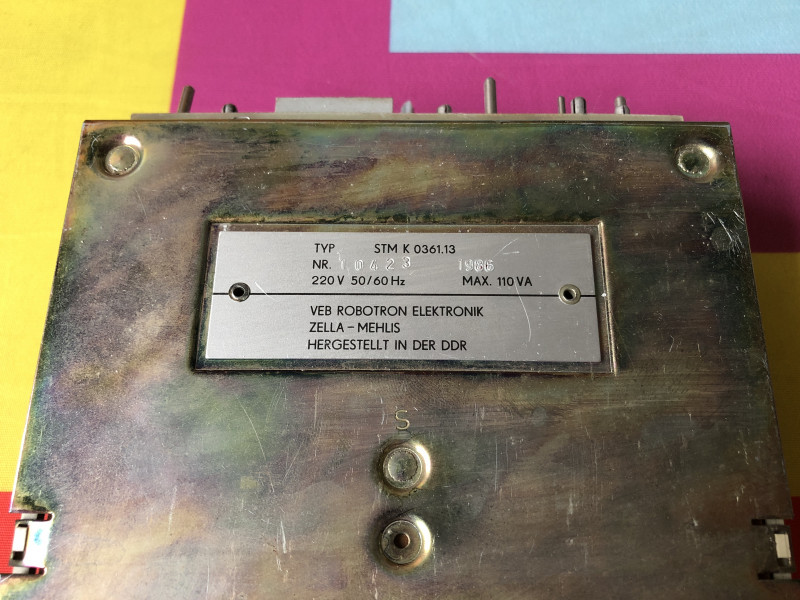 TYP STM K 0361.13
NR. 10423 1986
220 V 50/60 Hz MAX. 110 VA
VEB ROBOTRON ELEKTRONIK
ZELLA - MEHLIS
HERGESTELLT IN DER DDR
S